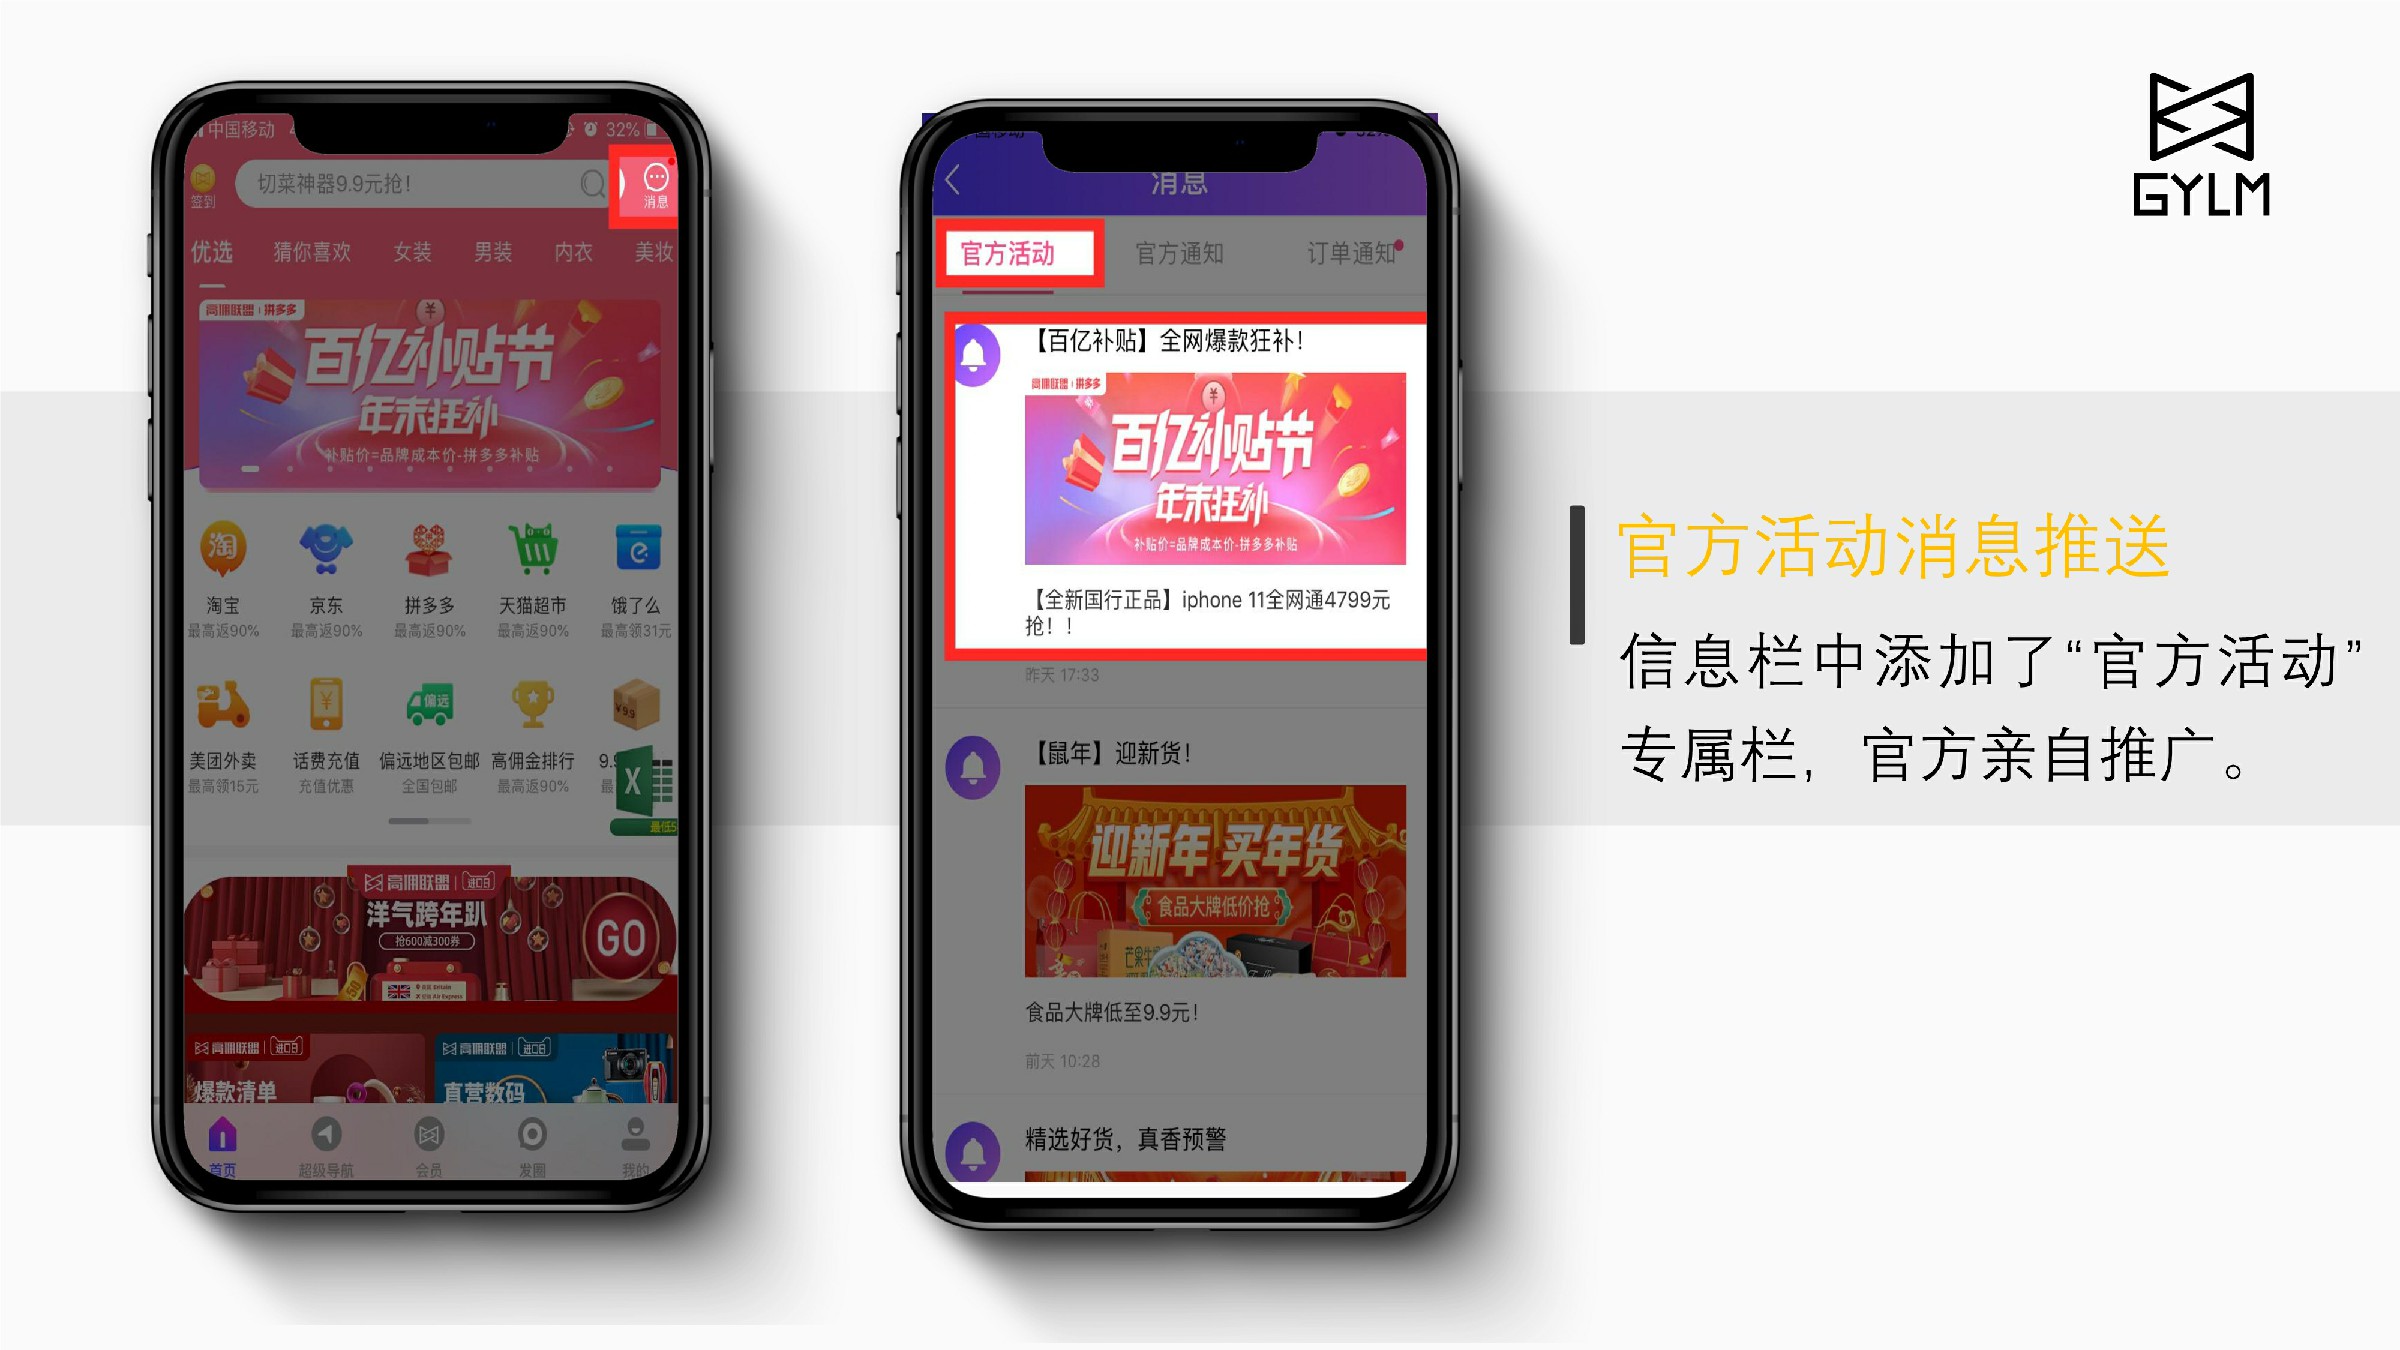 中国移动
32%
签到
切菜神器9.9元抢！
消息
优选 猜你喜欢 女装 男装 内衣 美妆
高佣联盟 拼多多
百亿补贴节
年末狂补
补贴价=品牌成本价-拼多多补贴
淘
淘宝 京东 拼多多 天猫超市 饿了么
最高返90% 最高返90% 最高返90% 最高返90% 最高领31元
偏远
¥9.9
美团外卖 话费充值 偏远地区包邮 高佣金排行 9.
最高领15元 充值优惠 全国包邮 最高返90% 最
X
最低5
高佣联盟 进口日
洋气跨年趴
抢600减300券
GO
50
高佣联盟 进口日
爆款清单
高佣联盟 进口日
直营数码
首页 超级导航 会员 发圈 我的
消息
官方活动 官方通知 订单通知
【百亿补贴】全网爆款狂补！
高佣联盟 拼多多
百亿补贴节
年末狂补
补贴价=品牌成本价-拼多多补贴
【全新国行正品】iphone 11全网通4799元
抢！！
昨天 17:33
【鼠年】迎新货！
迎新年 买年货
食品大牌低价抢
食品大牌低至9.9元！
前天 10:28
精选好货，真香预警
GYLM
官方活动消息推送
信息栏中添加了“官方活动”
专属栏，官方亲自推广。